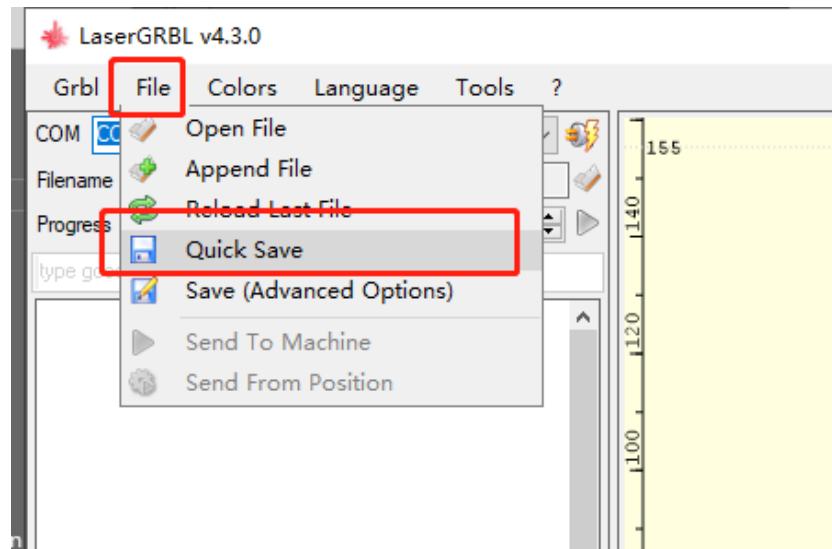 LaserGRBL v4.3.0
Grbl File Colors Language Tools ?
COM
Open File
155
Append File
Filename
Reload Last File
140
Progress
Quick Save
Save (Advanced Options)
120
Send To Machine
Send From Position
100